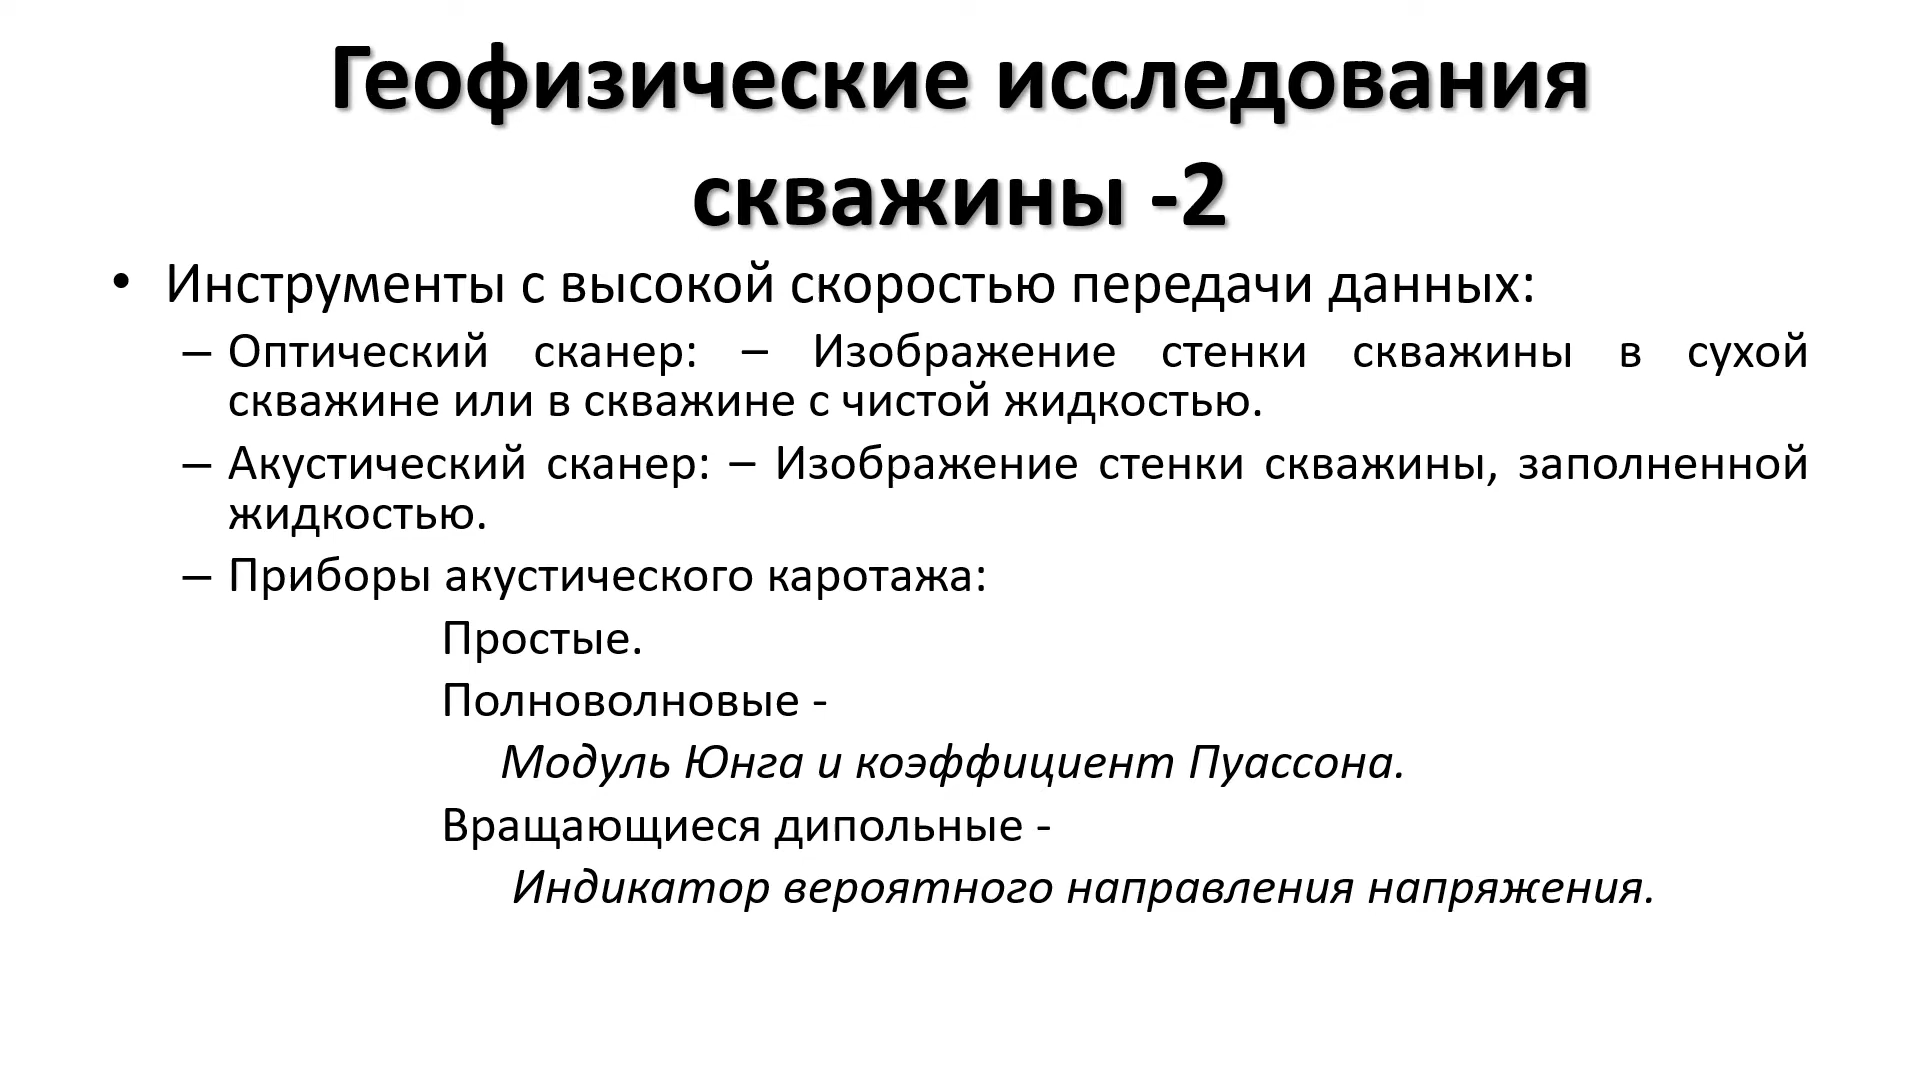 Геофизические исследования
скважины -2
• Инструменты с высокой скоростью передачи данных:
– Оптический сканер: – Изображение стенки скважины в сухой
скважине или в скважине с чистой жидкостью.
– Акустический сканер: – Изображение стенки скважины, заполненной
жидкостью.
– Приборы акустического каротажа:
Простые.
Полноволновые -
Модуль Юнга и коэффициент Пуассона.
Вращающиеся дипольные -
Индикатор вероятного направления напряжения.